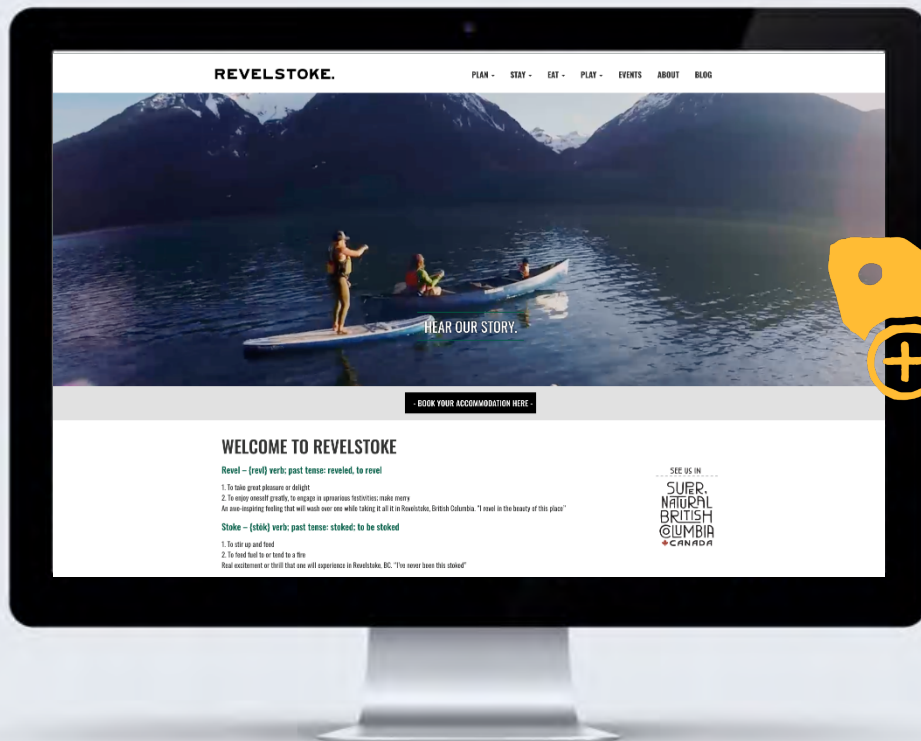 REVELSTOKE.
PLAN - STAY - EAT - PLAY - EVENTS ABOUT BLOG
HEAR OUR STORY.
- BOOK YOUR ACCOMMODATION HERE -
WELCOME TO REVELSTOKE
Revel – {revl} verb; past tense: reveled, to revel
1. To take great pleasure or delight
2. To enjoy oneself greatly, to engage in uproarious festivities; make merry
An awe-inspiring feeling that will wash over one while taking it all it in Revelstoke, British Columbia. "I revel in the beauty of this place"
Stoke – {stōk} verb; past tense: stoked; to be stoked
1. To stir up and feed
2. To feed fuel to or tend to a fire
Real excitement or thrill that one will experience in Revelstoke, BC. "I've never been this stoked"
SEE US IN
SUPER,
NATURAL
BRITISH
COLUMBIA
CANADA